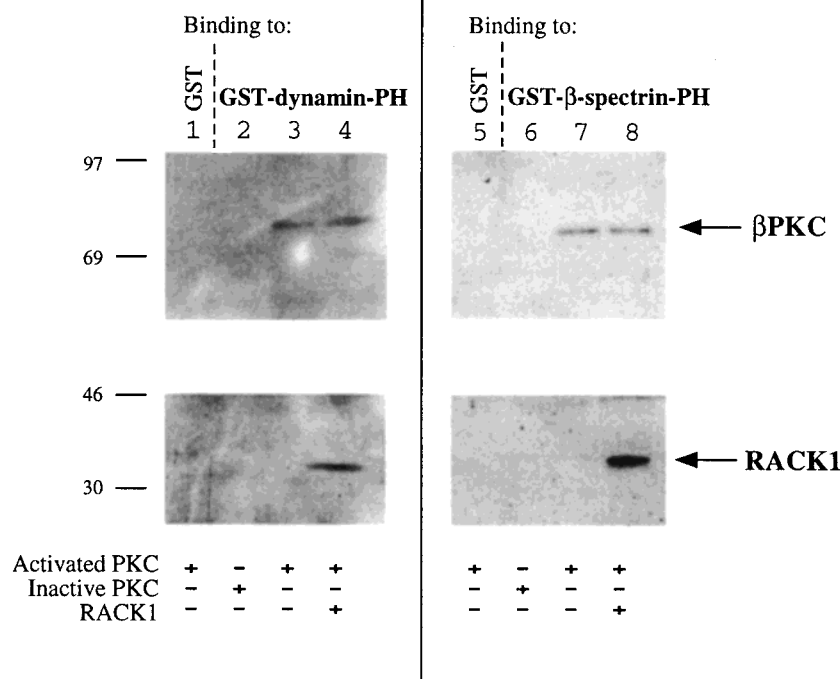 Binding to:
GST
GST-dynamin-PH
1 2 3 4
97
69
46
30
Binding to:
GST
GST-β-spectrin-PH
5 6 7 8
βPKC
RACK1
Activated PKC + - + + + - + +
Inactive PKC - + - - - + - -
RACK1 - - - + - - - +